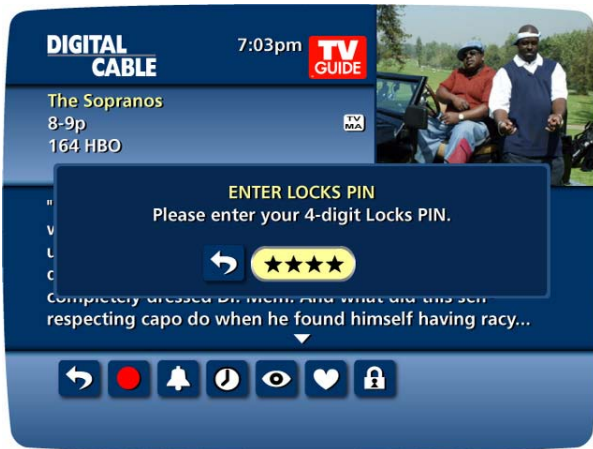 DIGITAL
CABLE
7:03pm
TV
GUIDE
The Sopranos
8-9p
TV
MA
164 HBO
ENTER LOCKS PIN
Please enter your 4-digit Locks PIN.
★★★★
completely dressed Dr. Melfi. And what did this self-
respecting capo do when he found himself having racy...